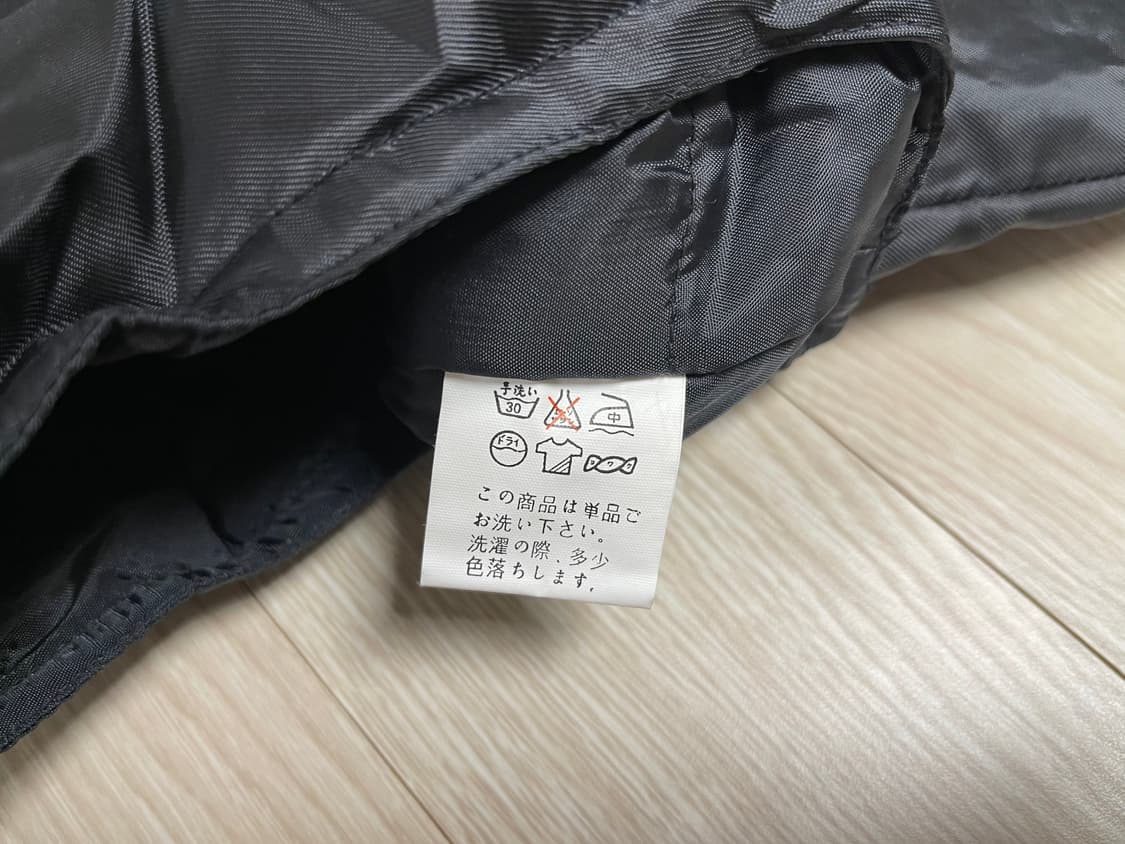 手洗い
30
中
ドライ
この商品は単品で
お洗い下さい。
洗濯の際、多少
色落ちします。